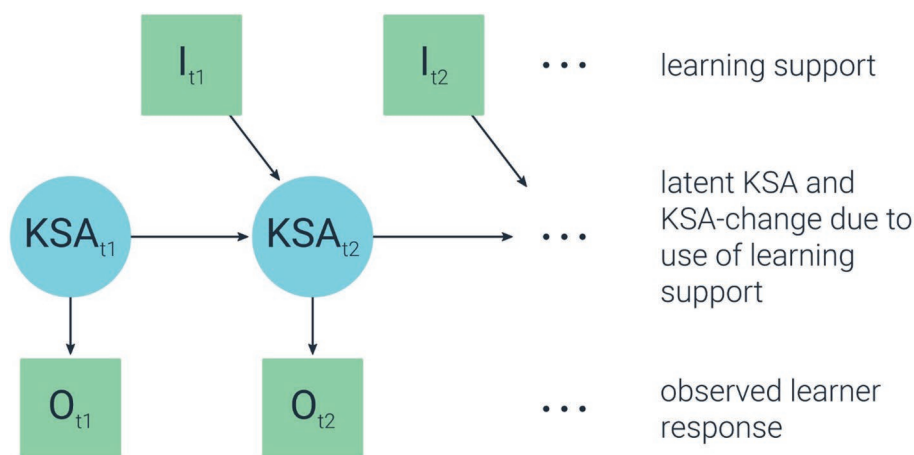 I t1
I t2
... learning support
KSA t1
KSA t2
... latent KSA and
KSA-change due to
use of learning
support
O t1
O t2
... observed learner
response